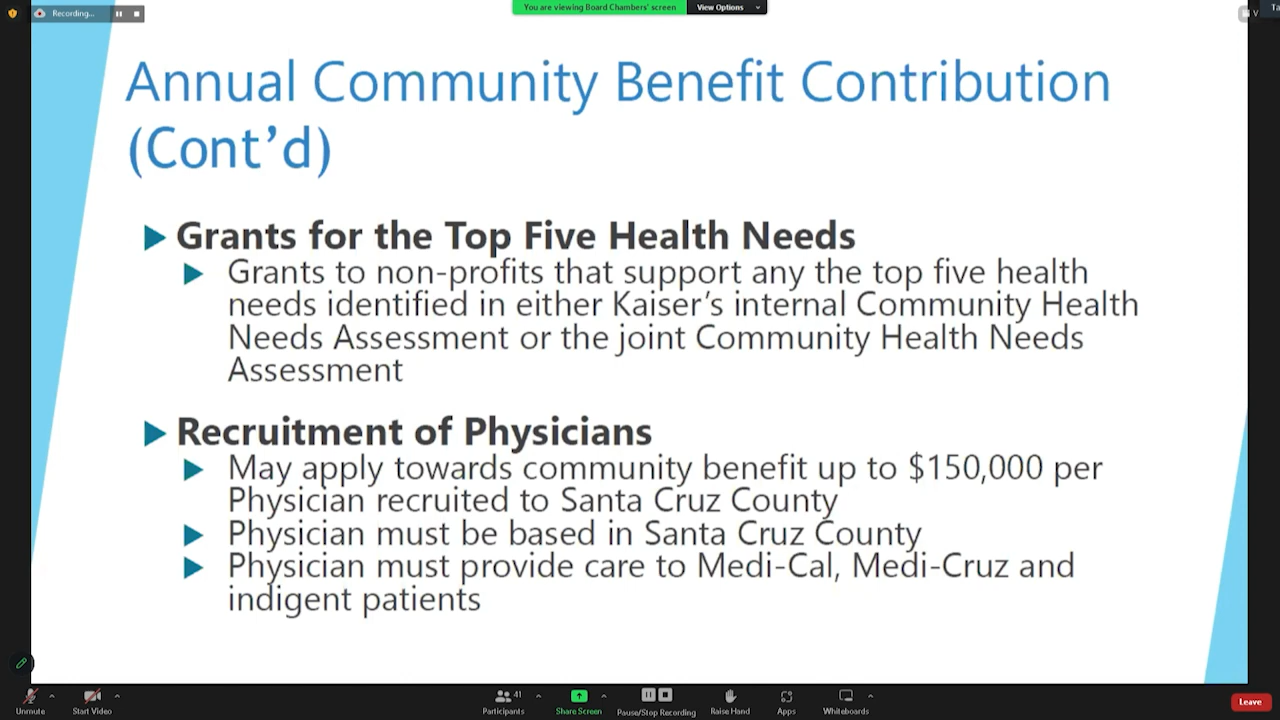 Recording...
You are viewing Board Chambers' screen
View Options
V
Ta
Annual Community Benefit Contribution
(Cont’d)
Grants for the Top Five Health Needs
Grants to non-profits that support any the top five health
needs identified in either Kaiser’s internal Community Health
Needs Assessment or the joint Community Health Needs
Assessment
Recruitment of Physicians
May apply towards community benefit up to $150,000 per
Physician recruited to Santa Cruz County
Physician must be based in Santa Cruz County
Physician must provide care to Medi-Cal, Medi-Cruz and
indigent patients
Unmute
Start Video
41
Participants
Share Screen
Pause/Stop Recording
Raise Hand
Apps
Whiteboards
Leave